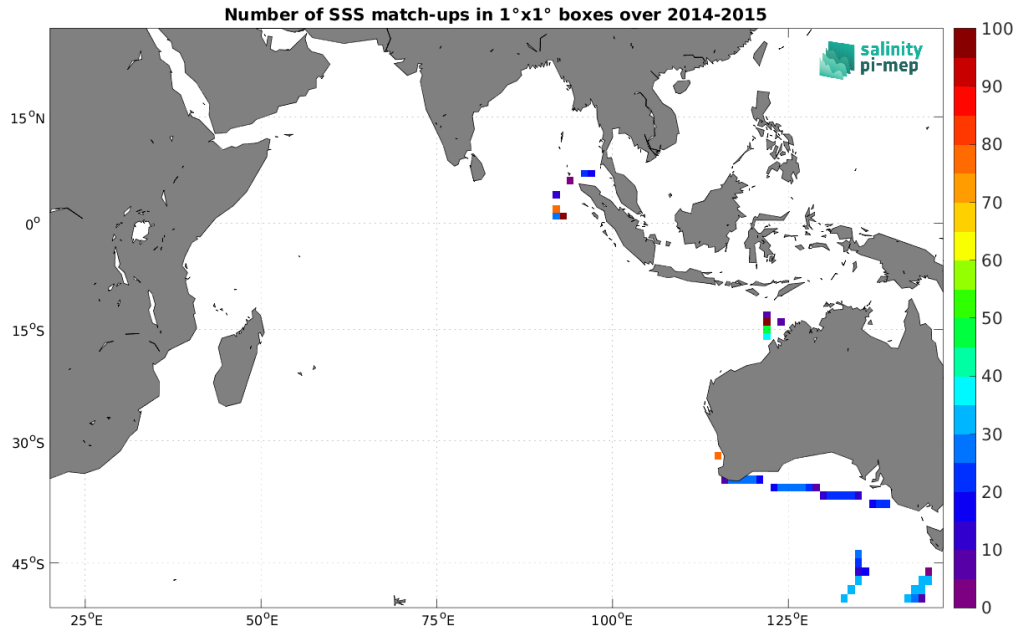 Number of SSS match-ups in 1°x1° boxes over 2014-2015
salinity
pi-mep
15°N
0°
15°S
30°S
45°S
25°E
50°E
75°E
100°E
125°E
100
90
80
70
60
50
40
30
20
10
0